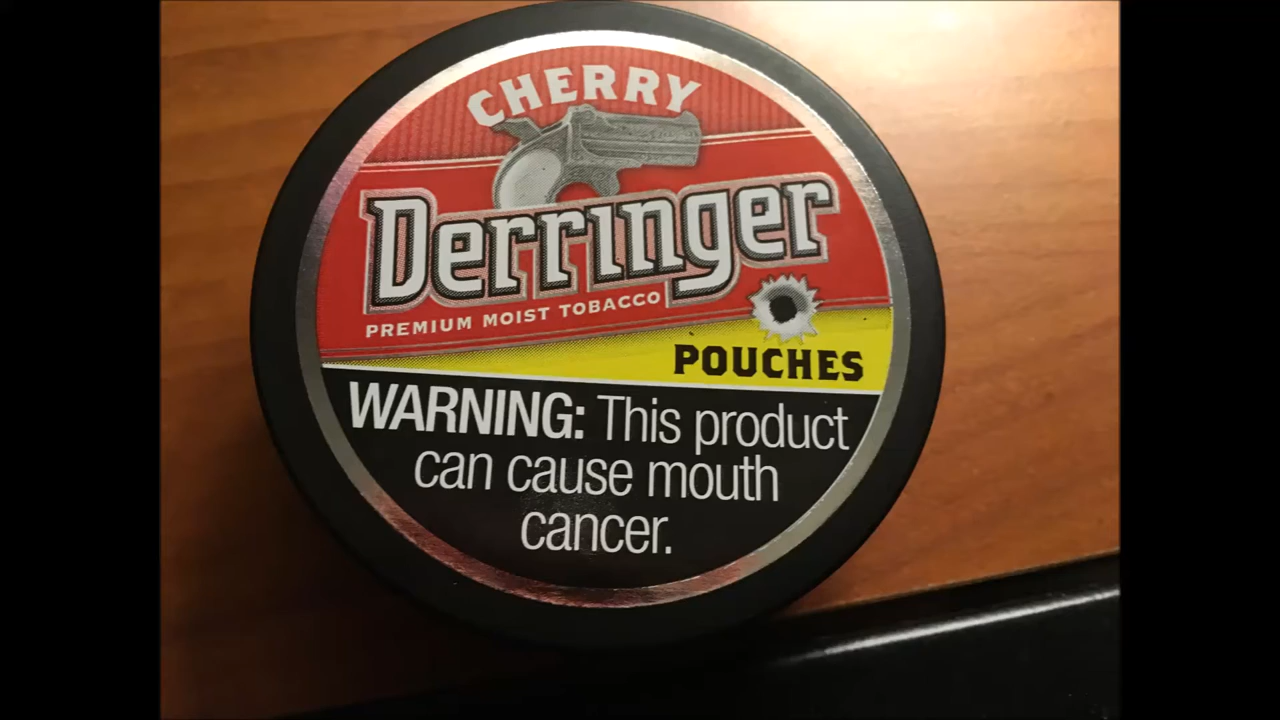 CHERRY
Derringer
PREMIUM MOIST TOBACCO
POUCHES
WARNING: This product
can cause mouth
cancer.